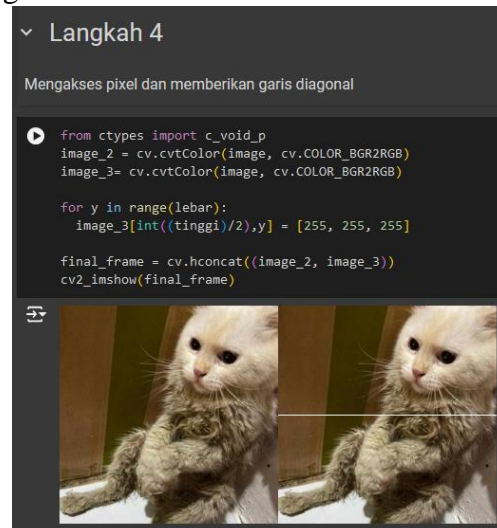 Langkah 4
Mengakses pixel dan memberikan garis diagonal
from ctypes import c_void_p
image_2 = cv.cvtColor(image, cv.COLOR_BGR2RGB)
image_3= cv.cvtColor(image, cv.COLOR_BGR2RGB)
for y in range(lebar):
  image_3[int((tinggi)/2),y] = [255, 255, 255]
final_frame = cv.hconcat((image_2, image_3))
cv2_imshow(final_frame)